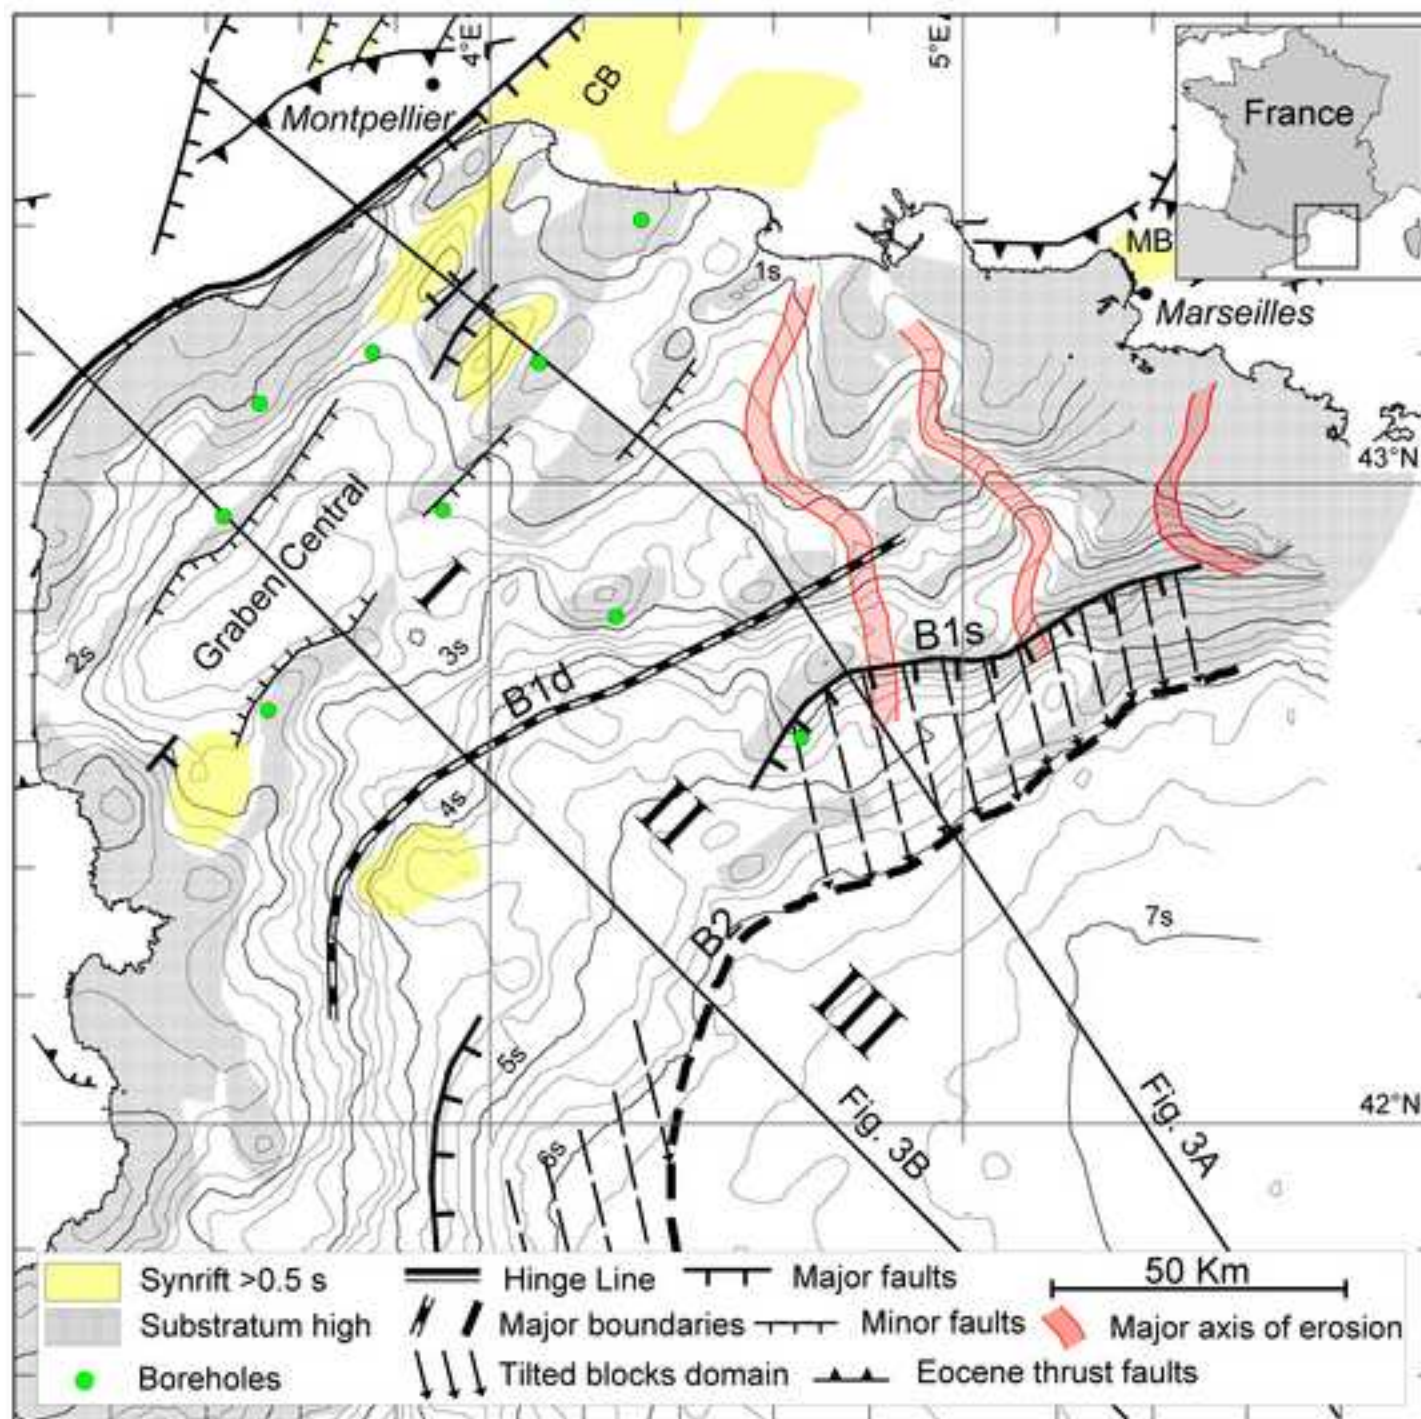 4°E
5°E
CB
France
Montpellier
MB
1s
Marseilles
43°N
Graben Central
I
2s
3s
B1s
B1d
4s
II
7s
B2
III
5s
Fig. 3A
42°N
Fig. 3B
6s
Synrift >0.5 s
Hinge Line
Major faults
50 Km
Substratum high
Major boundaries
Minor faults
Major axis of erosion
Boreholes
Tilted blocks domain
Eocene thrust faults